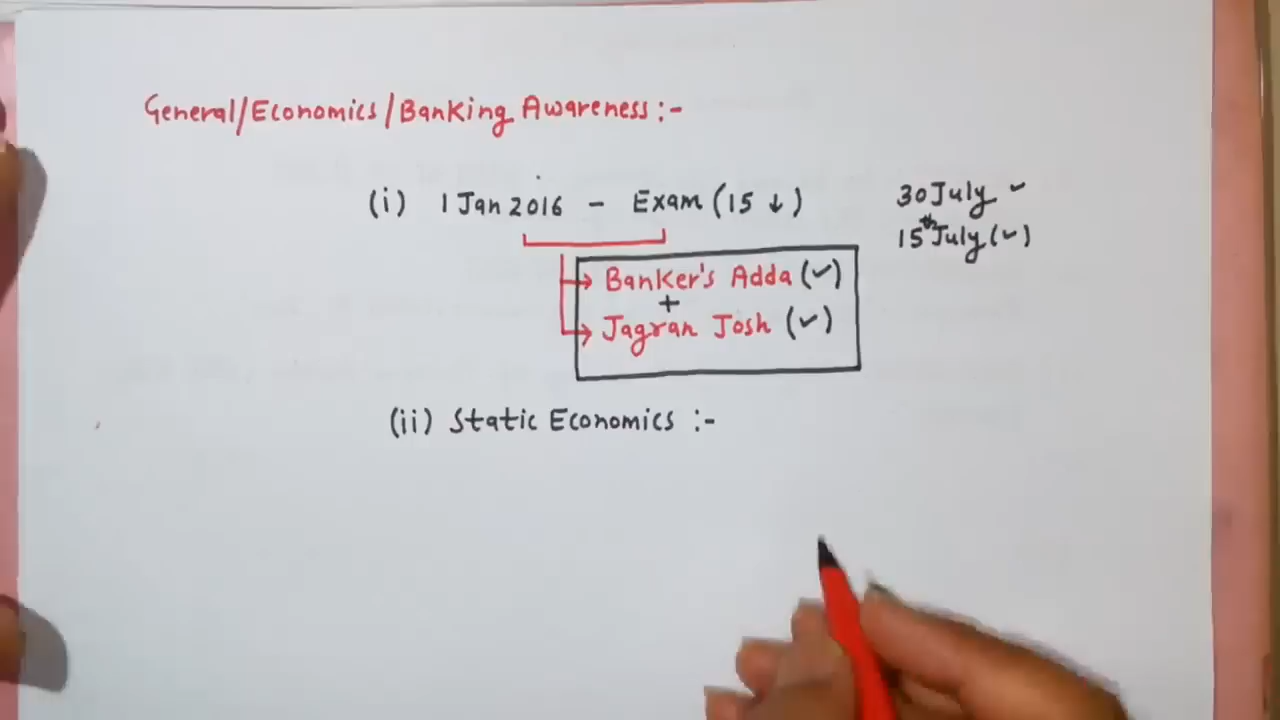 General/Economics/Banking Awareness:-
(i) 1 Jan 2016 - Exam (15 ↓)
30 July ✓
15th July (✓)
→ Banker's Adda (✓)
+
→ Jagran Josh (✓)
(ii) Static Economics :-